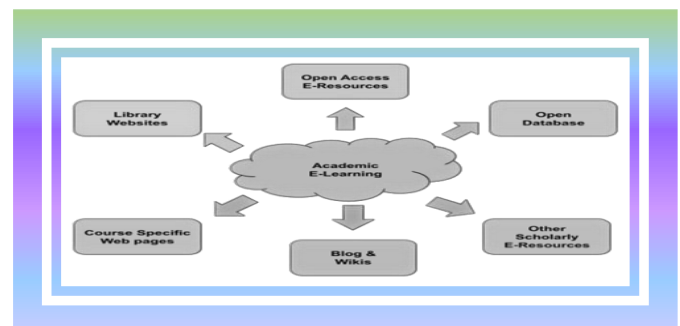 Open Access
E-Resources
Library
Websites
Open
Database
Academic
E-Learning
Course Specific
Web pages
Blog &
Wikis
Other
Scholarly
E-Resources